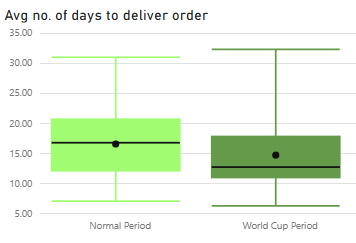 Avg no. of days to deliver order
35.00
30.00
25.00
20.00
15.00
10.00
5.00
Normal Period
World Cup Period